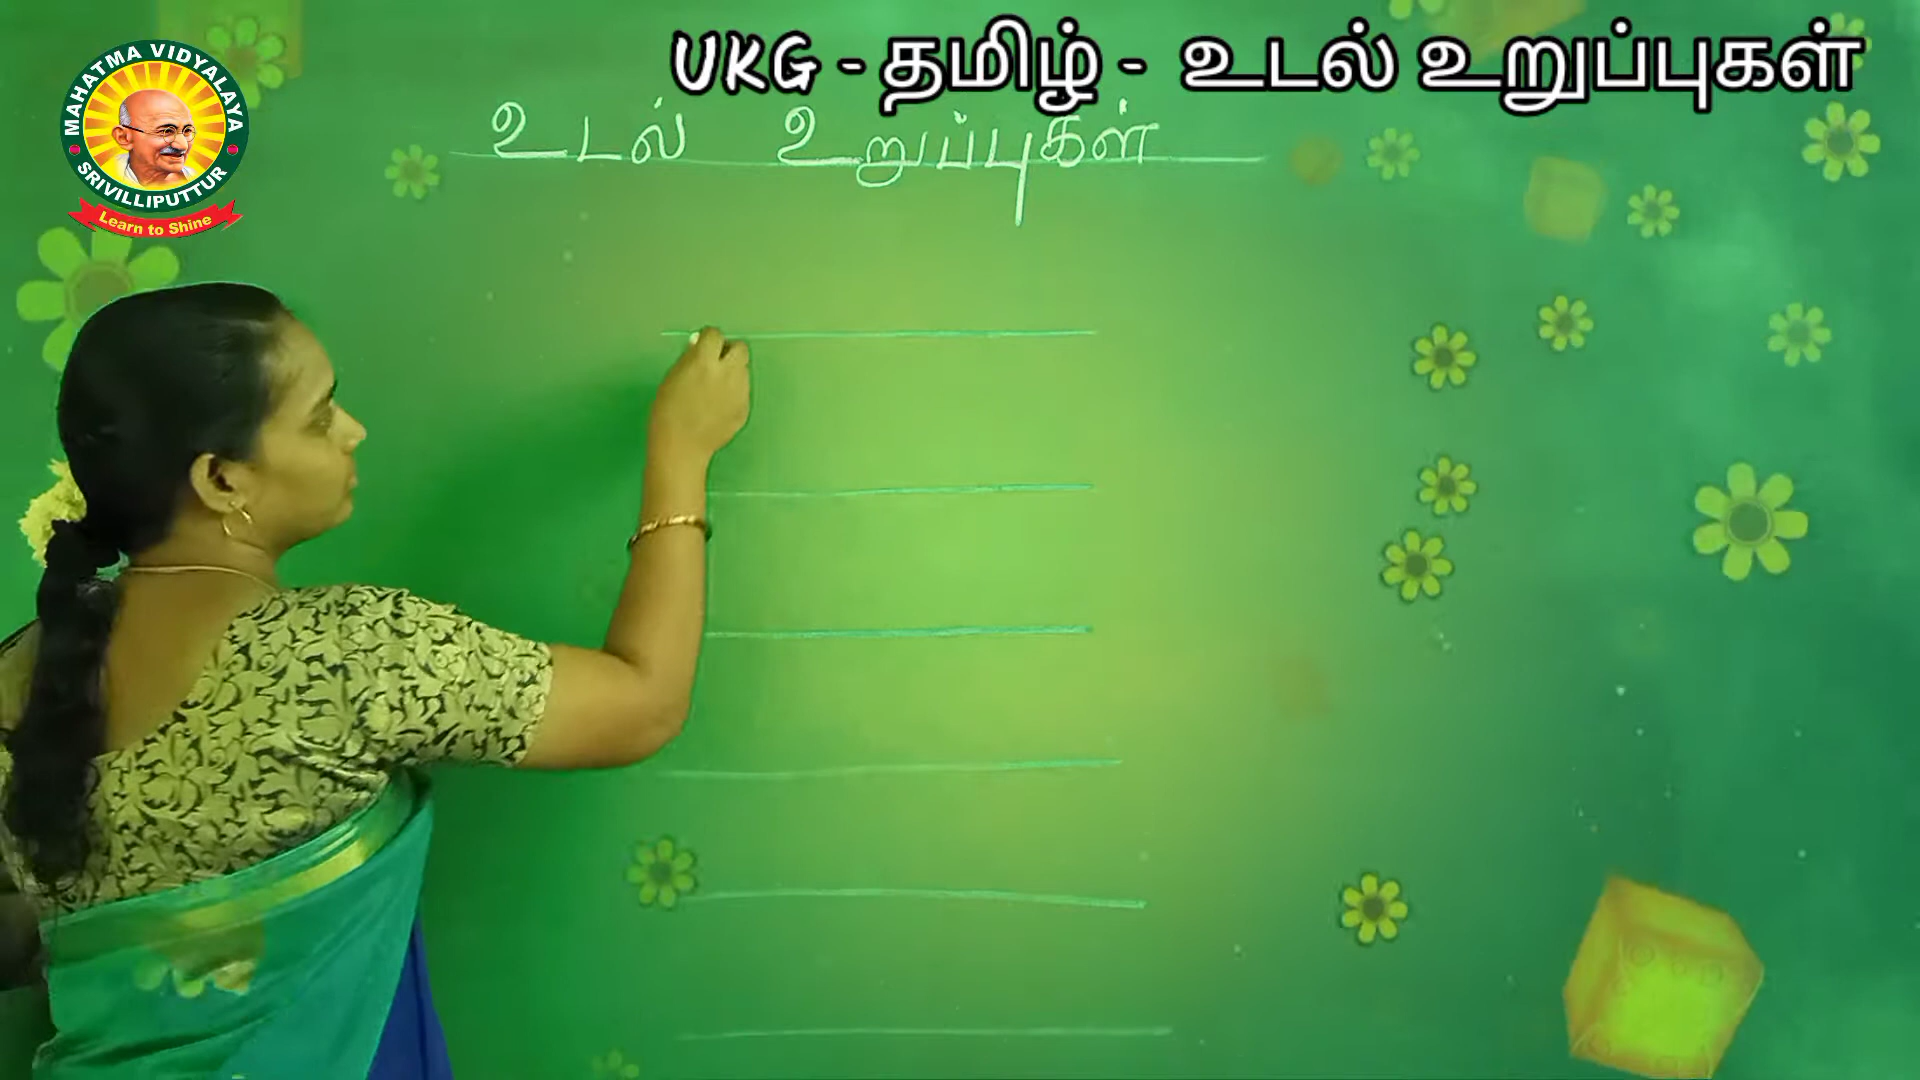 UKG - தமிழ் - உடல் உறுப்புகள்
MAHATMA VIDYALAYA
SRIVILLIPUTTUR
Learn to Shine
உடல் உறுப்புகள்